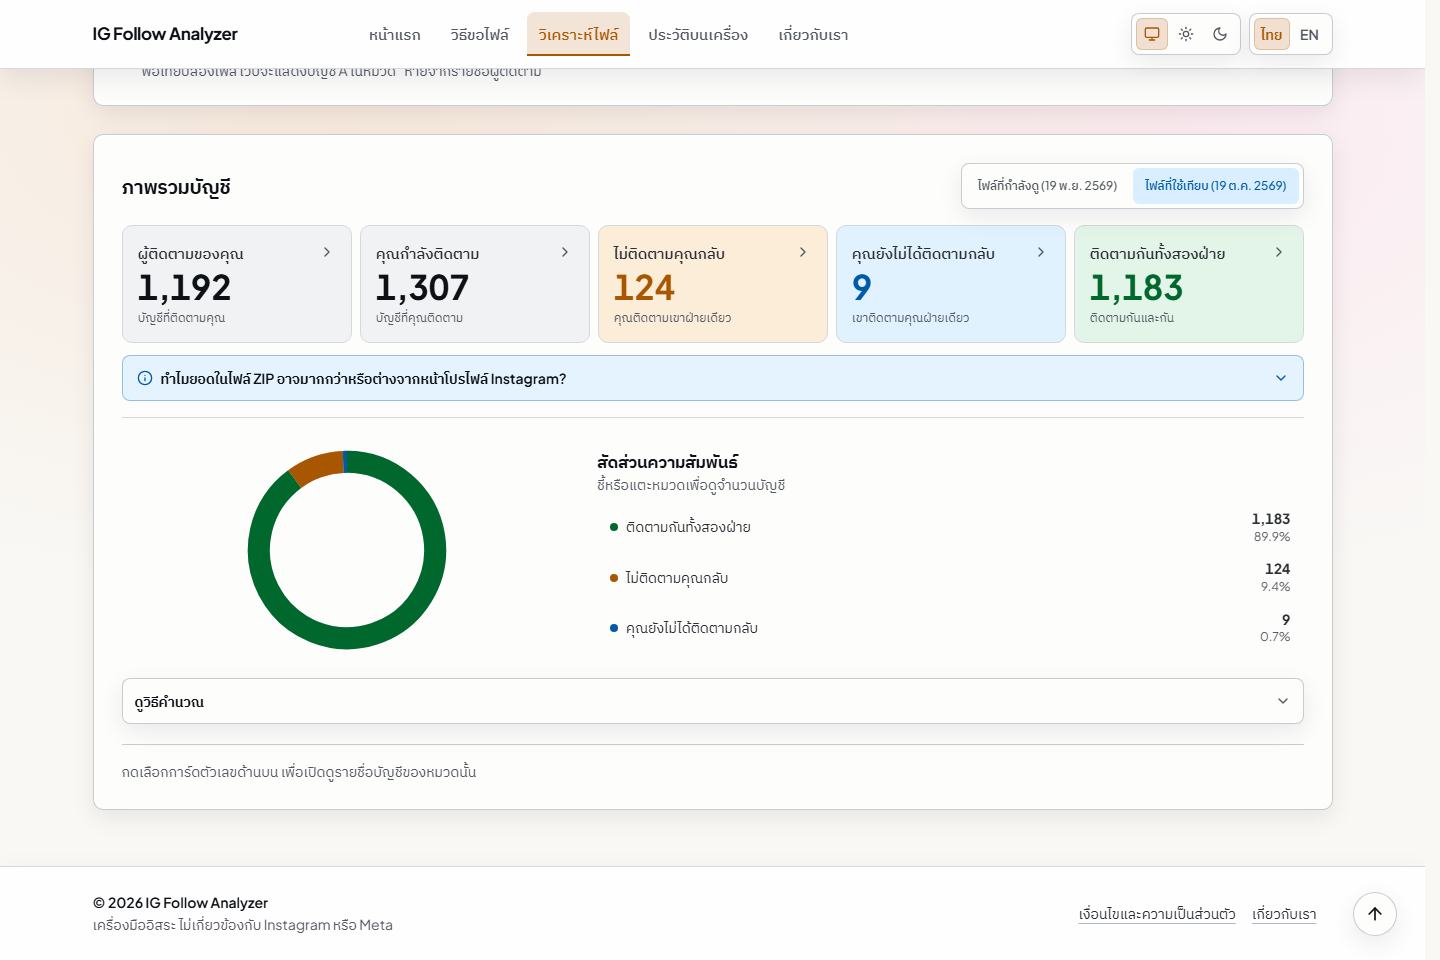 IG Follow Analyzer
หน้าแรก
วิธีขอไฟล์
วิเคราะห์ไฟล์
ประวัติบนเครื่อง
เกี่ยวกับเรา
ไทย
EN
ภาพรวมบัญชี
ไฟล์ที่กำลังดู (19 พ.ย. 2569)
ไฟล์ที่ใช้เทียบ (19 ต.ค. 2569)
ผู้ติดตามของคุณ
1,192
บัญชีที่ติดตามคุณ
คุณกำลังติดตาม
1,307
บัญชีที่คุณติดตาม
ไม่ติดตามคุณกลับ
124
คุณติดตามเขาฝ่ายเดียว
คุณยังไม่ได้ติดตามกลับ
9
เขาติดตามคุณฝ่ายเดียว
ติดตามกันทั้งสองฝ่าย
1,183
ติดตามกันและกัน
ทำไมยอดในไฟล์ ZIP อาจมากกว่าหรือต่างจากหน้าโปรไฟล์ Instagram?
สัดส่วนความสัมพันธ์
ชี้หรือแตะหมวดเพื่อดูจำนวนบัญชี
ติดตามกันทั้งสองฝ่าย
1,183
89.9%
ไม่ติดตามคุณกลับ
124
9.4%
คุณยังไม่ได้ติดตามกลับ
9
0.7%
ดูวิธีคำนวณ
กดเลือกการ์ดตัวเลขด้านบน เพื่อเปิดดูรายชื่อบัญชีของหมวดนั้น
© 2026 IG Follow Analyzer
เครื่องมืออิสระ ไม่เกี่ยวข้องกับ Instagram หรือ Meta
เงื่อนไขและความเป็นส่วนตัว
เกี่ยวกับเรา